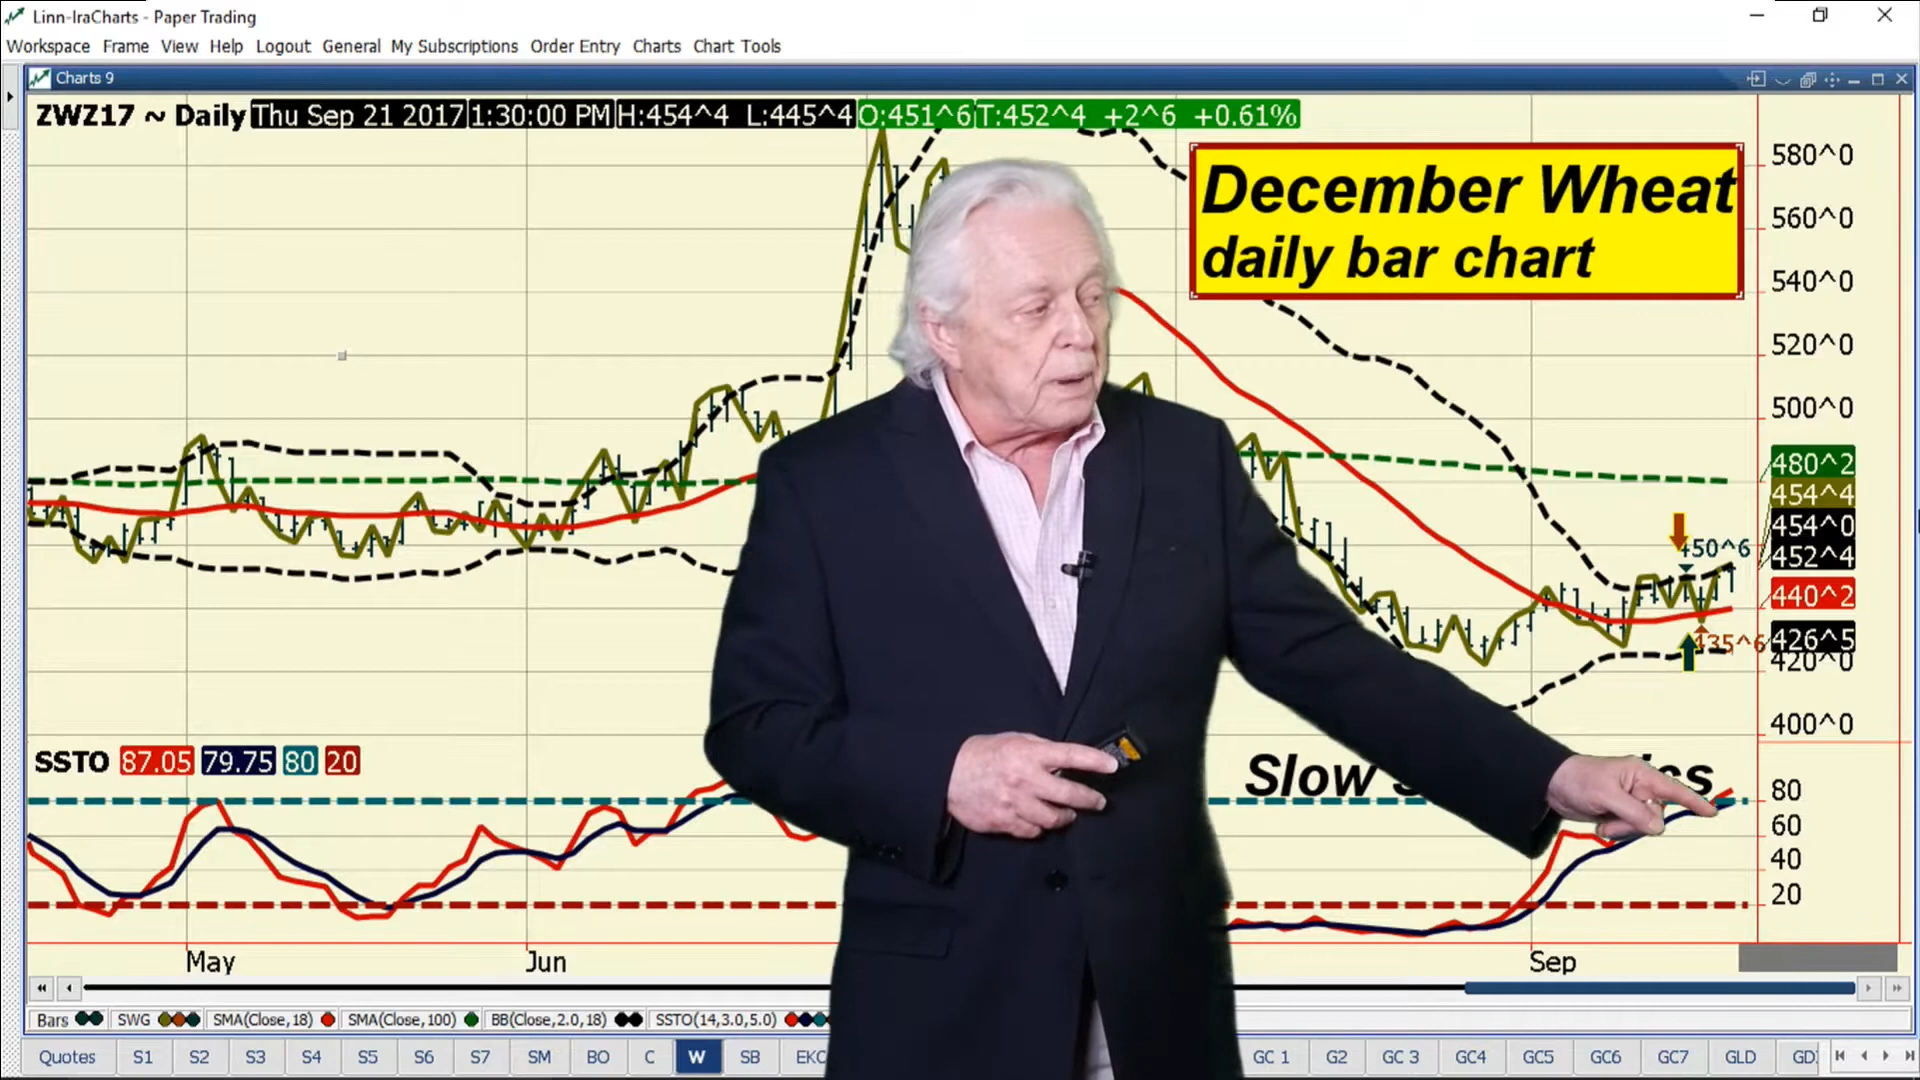 Linn-IraCharts - Paper Trading
Workspace Frame View Help Logout General My Subscriptions Order Entry Charts Chart Tools
Charts 9
ZWZ17 ~ Daily Thu Sep 21 2017 1:30:00 PM H:454^4 L:445^4 O:451^6 T:452^4 +2^6 +0.61%
December Wheat
daily bar chart
580^0
560^0
540^0
520^0
500^0
480^2
454^4
454^0
450^6
452^4
440^2
435^6
426^5
420^0
400^0
SSTO 87.05 79.75 80 20
Slow
80
60
40
20
May Jun Sep
Bars SWG SMA(Close,18) SMA(Close,100) BB(Close,2.0,18) SSTO(14,3.0,5.0)
Quotes S1 S2 S3 S4 S5 S6 S7 SM BO C W SB GC 1 G2 GC 3 GC4 GC5 GC6 GC7 GLD